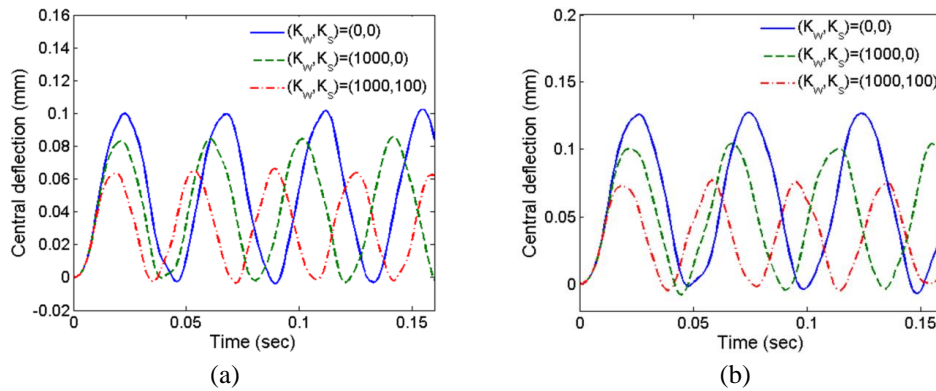 0.16
0.14
0.12
0.1
0.08
0.06
0.04
0.02
0
-0.02
Central deflection (mm)
(K_W,K_S)=(0,0)
(K_W,K_S)=(1000,0)
(K_W,K_S)=(1000,100)
0 0.05 0.1 0.15
Time (sec)
(a)
0.2
0.15
0.1
0.05
0
Central deflection (mm)
(K_W,K_S)=(0,0)
(K_W,K_S)=(1000,0)
(K_W,K_S)=(1000,100)
0 0.05 0.1 0.15
Time (sec)
(b)